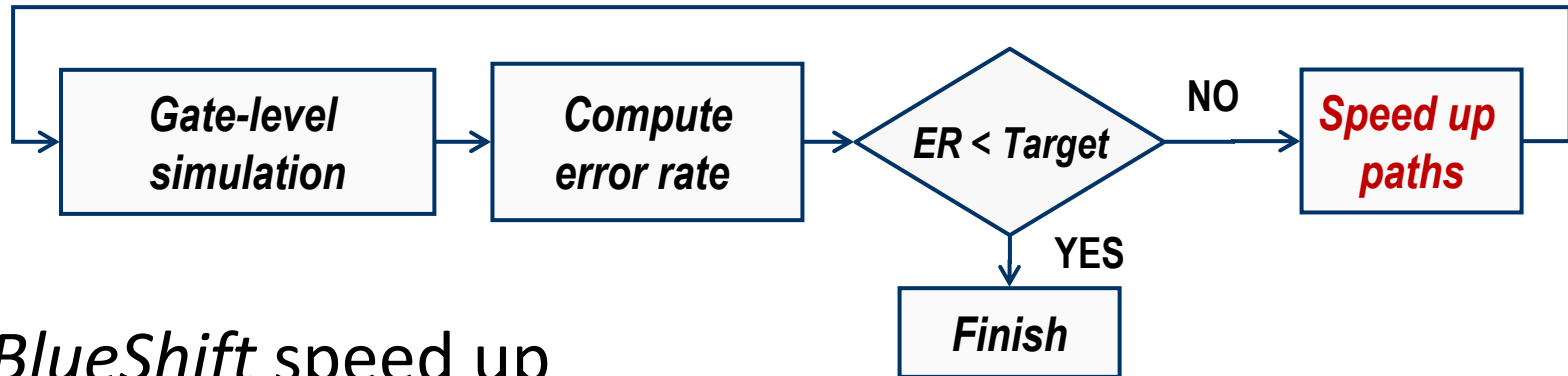 Gate-level
simulation
Compute
error rate
ER < Target
NO
Speed up
paths
YES
Finish
BlueShift speed up